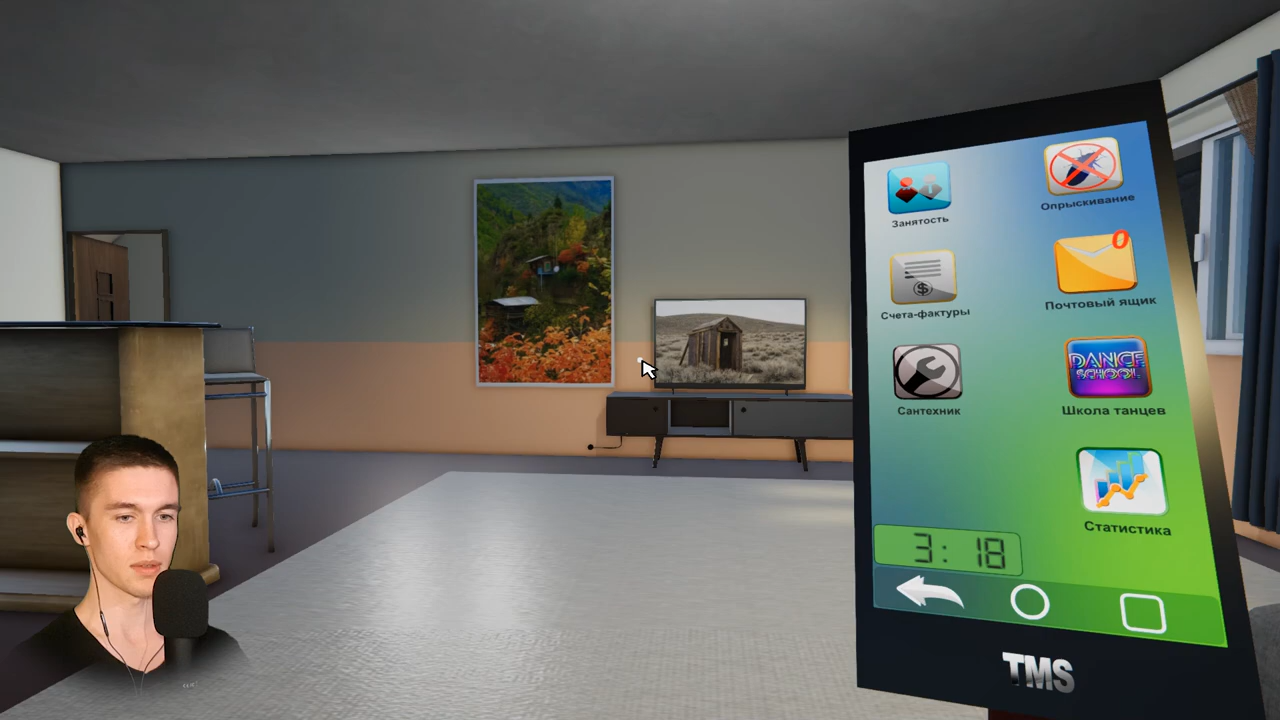 Занятость
Опрыскивание
0
Счета-фактуры
Почтовый ящик
DANCE
SCHOOL
Сантехник
Школа танцев
Статистика
3: 18
TMS